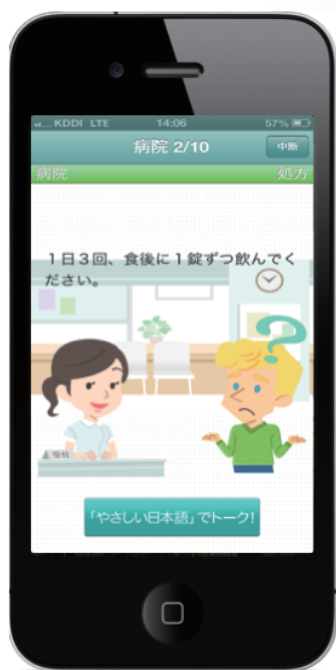 KDDI LTE 14:06 57%
病院 2/10 中断
病院 処方
1日3回、食後に1錠ずつ飲んでく
ださい。
?
「やさしい日本語」でトーク!